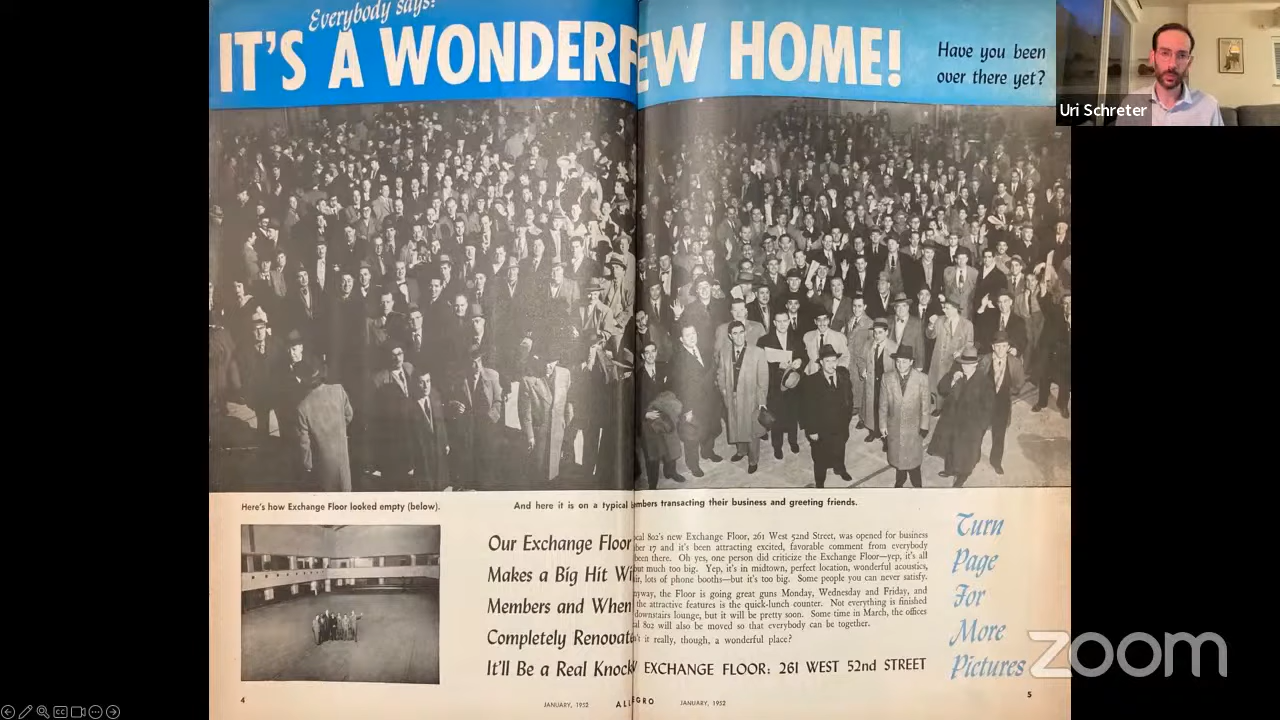 Everybody says:
IT'S A WONDERF
EW HOME!
Have you been
over there yet?
Uri Schreter
Here's how Exchange Floor looked empty (below).
And here it is on a typical
mbers transacting their business and greeting friends.
Our Exchange Floor
Makes a Big Hit Wi
Members and When
Completely Renovat
It'll Be a Real Knock
cal 802's new Exchange Floor, 261 West 52nd Street, was opened for business
ber 17 and it's been attracting excited, favorable comment from everybody
been there. Oh yes, one person did criticize the Exchange Floor—yep, it's all
but much too big. Yep, it's in midtown, perfect location, wonderful acoustics,
ir, lots of phone booths—but it's too big. Some people you can never satisfy.
nyway, the Floor is going great guns Monday, Wednesday and Friday, and
the attractive features is the quick-lunch counter. Not everything is finished
downstairs lounge, but it will be pretty soon. Some time in March, the offices
al 802 will also be moved so that everybody can be together.
it really, though, a wonderful place?
EXCHANGE FLOOR: 261 WEST 52nd STREET
Turn
Page
For
More
Pictures
zoom
4
JANUARY, 1952
ALLEGRO
JANUARY, 1952
5